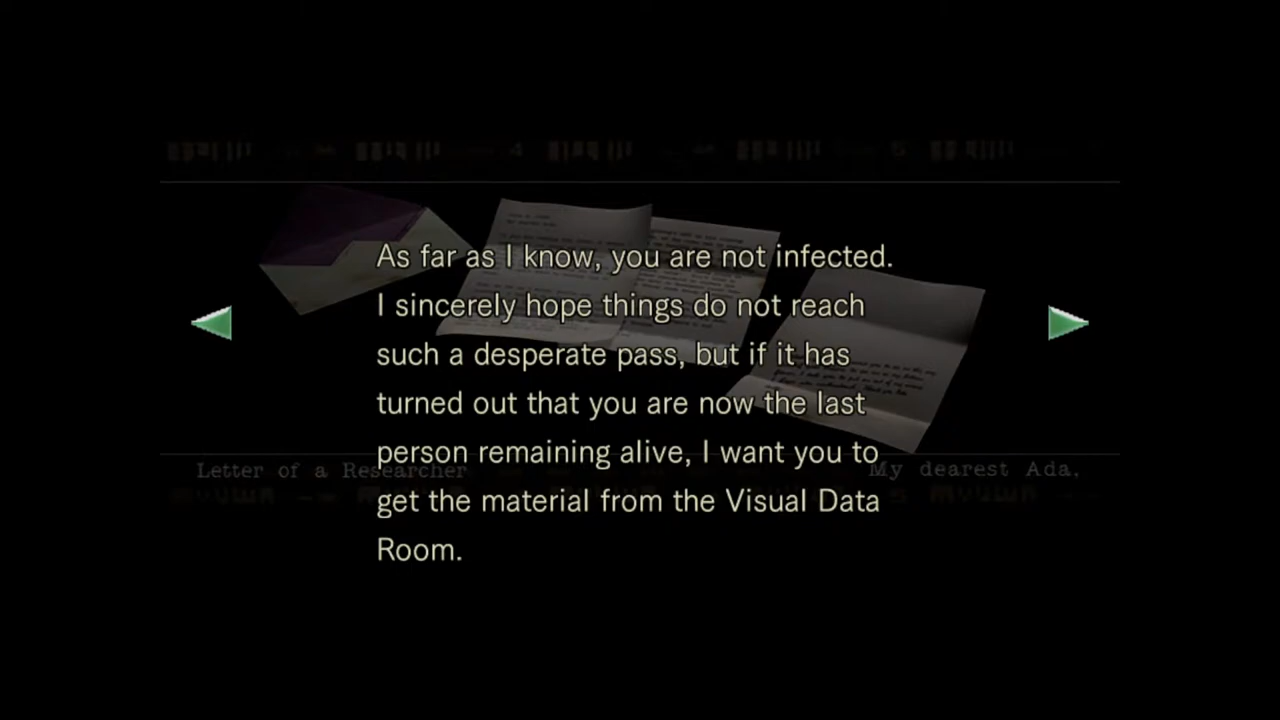 As far as I know, you are not infected.
I sincerely hope things do not reach
such a desperate pass, but if it has
turned out that you are now the last
person remaining alive, I want you to
get the material from the Visual Data
Room.
Letter of a Researcher
My dearest Ada.